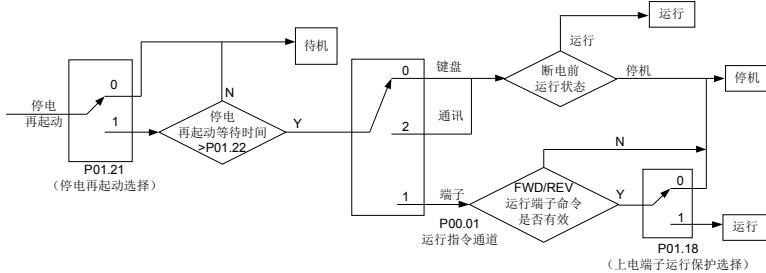 运行
运行
待机
键盘
断电前
运行状态
停机
停机
0
N
0
停电
再起动
停电
再起动等待时间
>P01.22
Y
通讯
1
2
N
P01.21
（停电再起动选择）
FWD/REV
运行端子命令
是否有效
Y
0
1
端子
1
运行
P00.01
运行指令通道
P01.18
（上电端子运行保护选择）